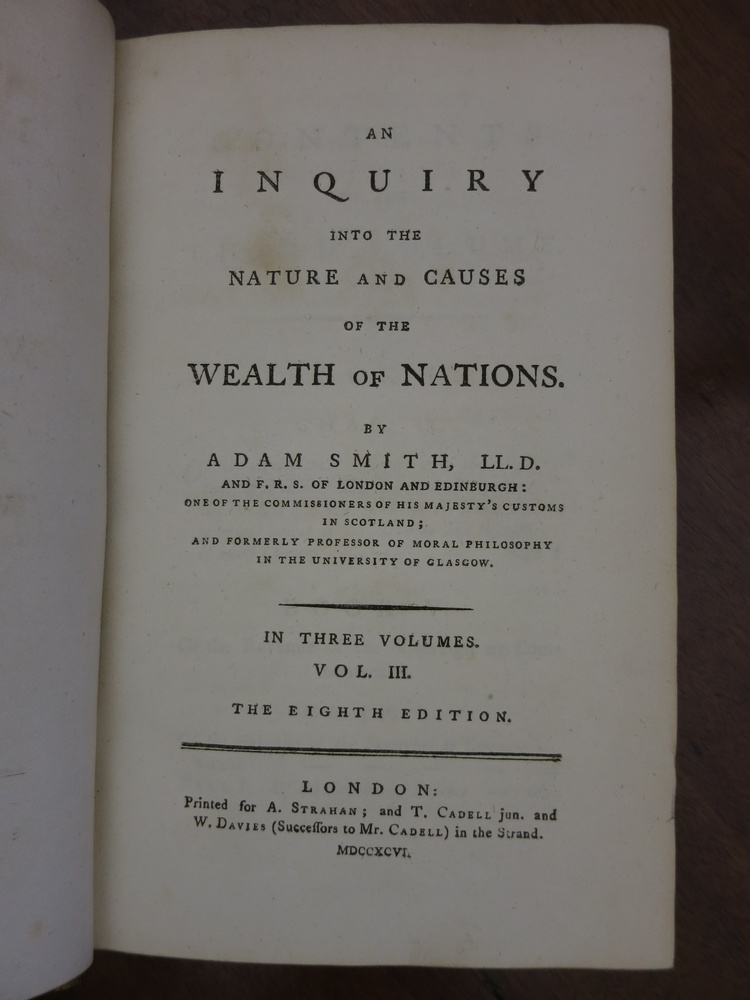 AN
INQUIRY
INTO THE
NATURE AND CAUSES
OF THE
WEALTH OF NATIONS.
BY
ADAM SMITH, LL. D.
AND F. R. S. OF LONDON AND EDINBURGH:
ONE OF THE COMMISSIONERS OF HIS MAJESTY'S CUSTOMS
IN SCOTLAND;
AND FORMERLY PROFESSOR OF MORAL PHILOSOPHY
IN THE UNIVERSITY OF GLASGOW.
IN THREE VOLUMES.
VOL. III.
THE EIGHTH EDITION.
LONDON:
Printed for A. STRAHAN; and T. CADELL jun. and
W. DAVIES (Succeſſors to Mr. CADELL) in the Strand.
MDCCXCVI.